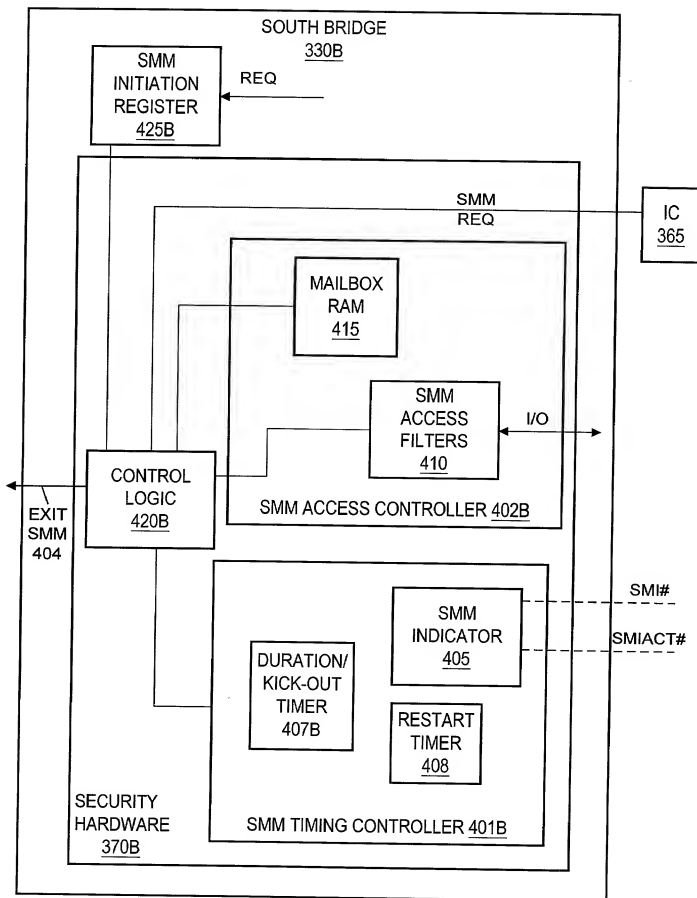 SOUTH BRIDGE
330B
SMM
INITIATION
REGISTER
425B
REQ
SMM
REQ
IC
365
MAILBOX
RAM
415
SMM
ACCESS
FILTERS
410
I/O
SMM ACCESS CONTROLLER 402B
CONTROL
LOGIC
420B
EXIT
SMM
404
SMM
INDICATOR
405
SMI#
SMIACT#
DURATION/
KICK-OUT
TIMER
407B
RESTART
TIMER
408
SMM TIMING CONTROLLER 401B
SECURITY
HARDWARE
370B